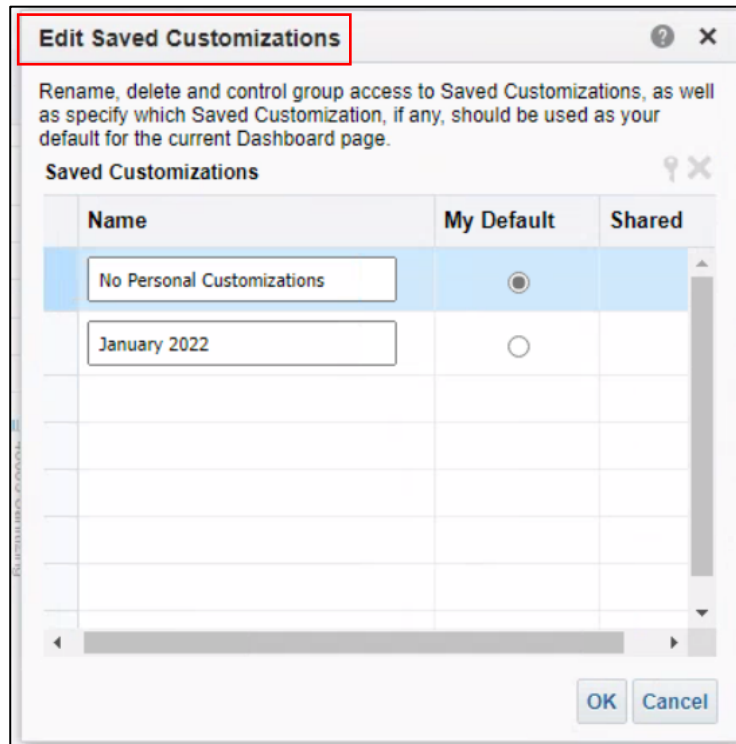 Edit Saved Customizations
Rename, delete and control group access to Saved Customizations, as well
as specify which Saved Customization, if any, should be used as your
default for the current Dashboard page.
Saved Customizations
Name My Default Shared
No Personal Customizations
January 2022
OK Cancel